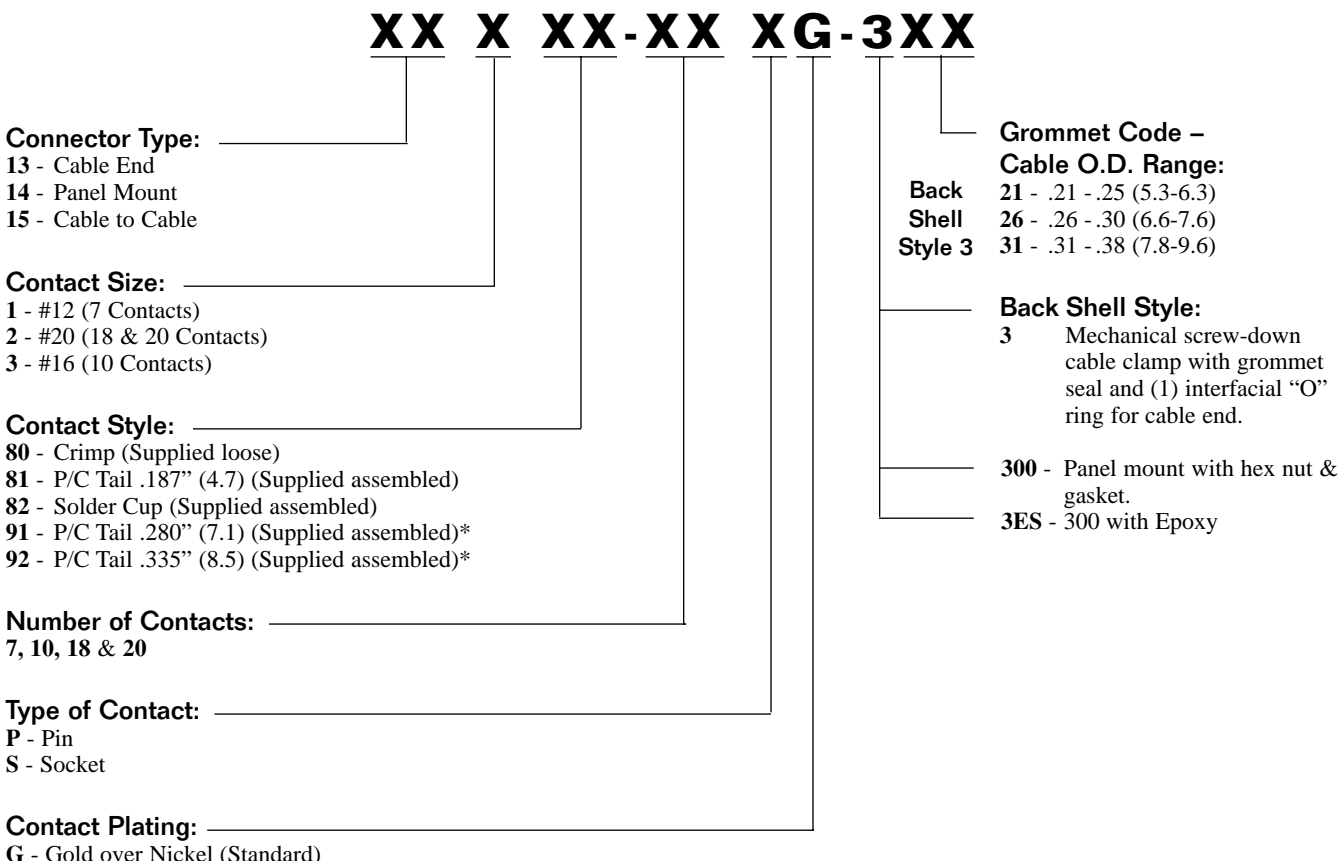 XX X XX-XX XG-3XX
Connector Type:
13 - Cable End
14 - Panel Mount
15 - Cable to Cable
Contact Size:
1 - #12 (7 Contacts)
2 - #20 (18 & 20 Contacts)
3 - #16 (10 Contacts)
Contact Style:
80 - Crimp (Supplied loose)
81 - P/C Tail .187” (4.7) (Supplied assembled)
82 - Solder Cup (Supplied assembled)
91 - P/C Tail .280” (7.1) (Supplied assembled)*
92 - P/C Tail .335” (8.5) (Supplied assembled)*
Number of Contacts:
7, 10, 18 & 20
Type of Contact:
P - Pin
S - Socket
Contact Plating:
G - Gold over Nickel (Standard)
Grommet Code –
Cable O.D. Range:
Back
Shell
Style 3
21 - .21 -.25 (5.3-6.3)
26 - .26 -.30 (6.6-7.6)
31 - .31 -.38 (7.8-9.6)
Back Shell Style:
3 Mechanical screw-down
cable clamp with grommet
seal and (1) interfacial “O”
ring for cable end.
300 - Panel mount with hex nut &
gasket.
3ES - 300 with Epoxy